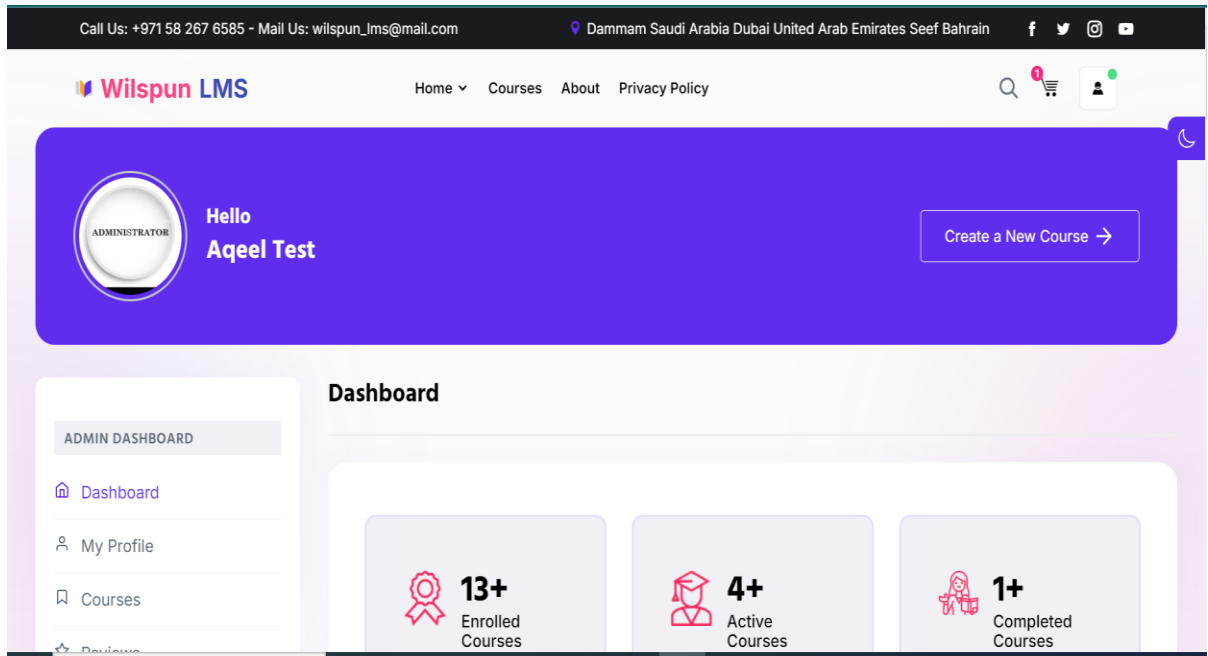 Call Us: +971 58 267 6585 - Mail Us: wilspun_lms@mail.com
Dammam Saudi Arabia Dubai United Arab Emirates Seef Bahrain
Wilspun LMS
Home Courses About Privacy Policy
1
ADMINISTRATOR
Hello
Aqeel Test
Create a New Course →
Dashboard
ADMIN DASHBOARD
Dashboard
My Profile
Courses
Reviews
13+
Enrolled
Courses
4+
Active
Courses
1+
Completed
Courses